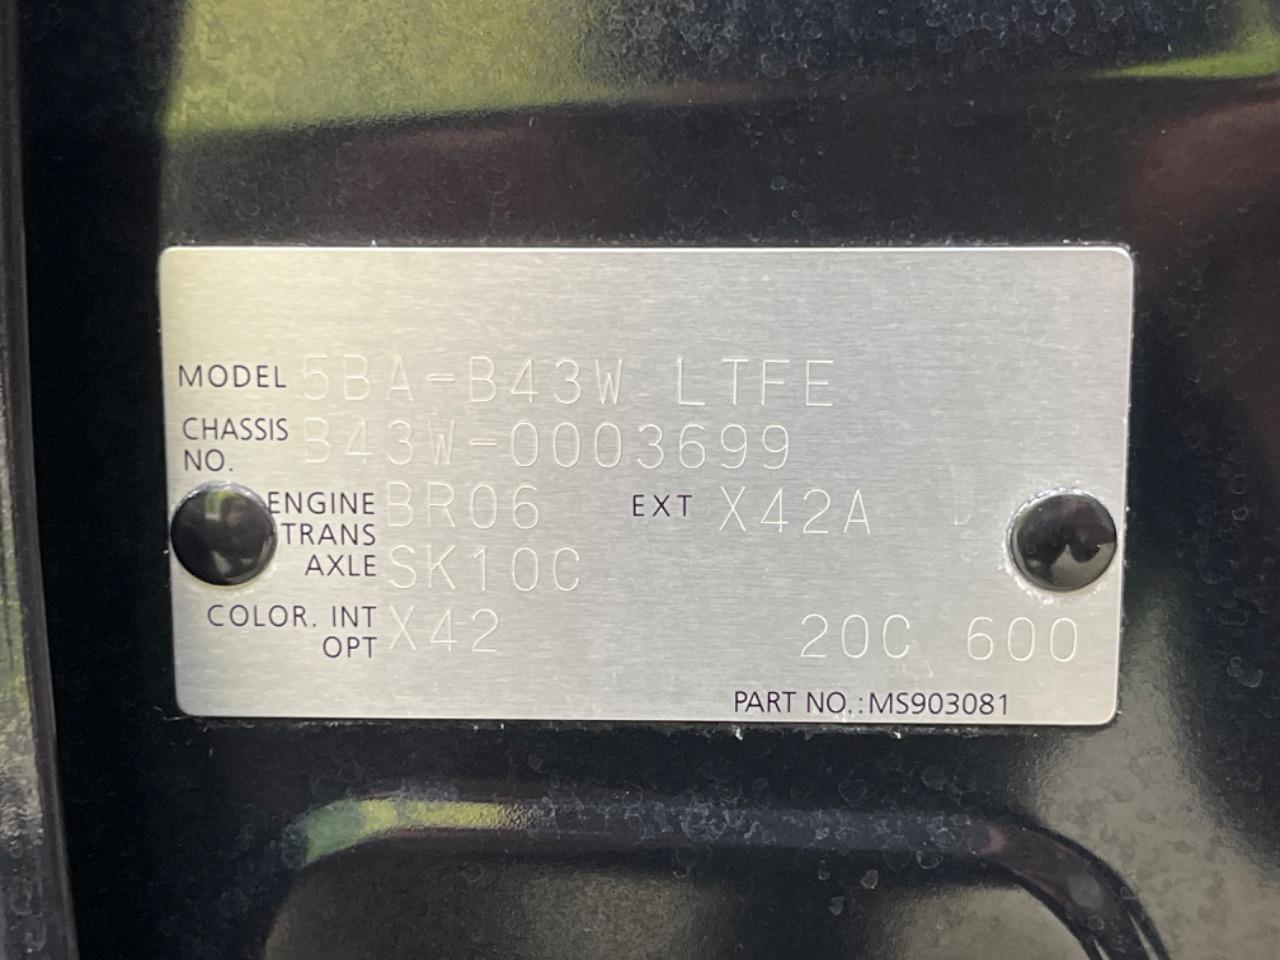 MODEL 5BA-B43W LTFE
CHASSIS NO. B43W-0003699
ENGINE BR06 EXT X42A D
TRANS AXLE SK10C
COLOR. INT OPT X42 20C 600
PART NO.:MS903081